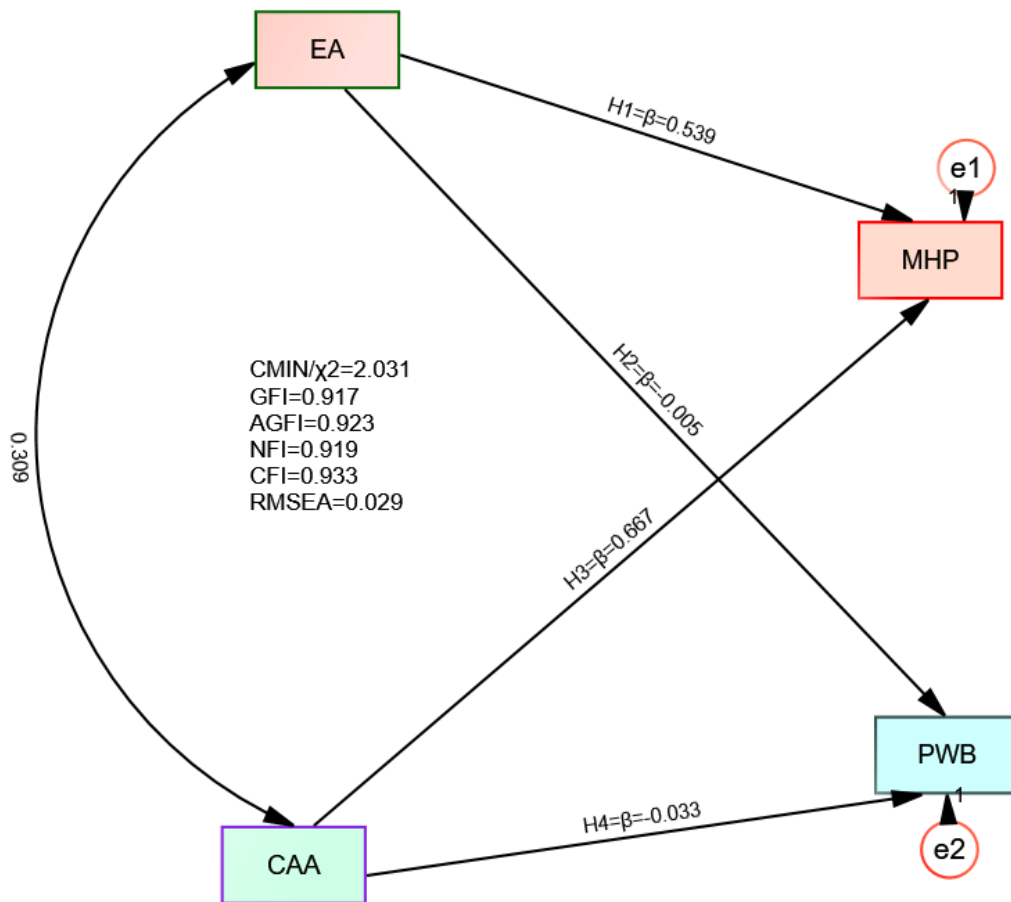 EA
H1=β=0.539
e1
1
MHP
H2=β=-0.005
CMIN/χ2=2.031
GFI=0.917
AGFI=0.923
NFI=0.919
CFI=0.933
RMSEA=0.029
0.309
H3=β=0.667
PWB
1
H4=β=-0.033
e2
CAA